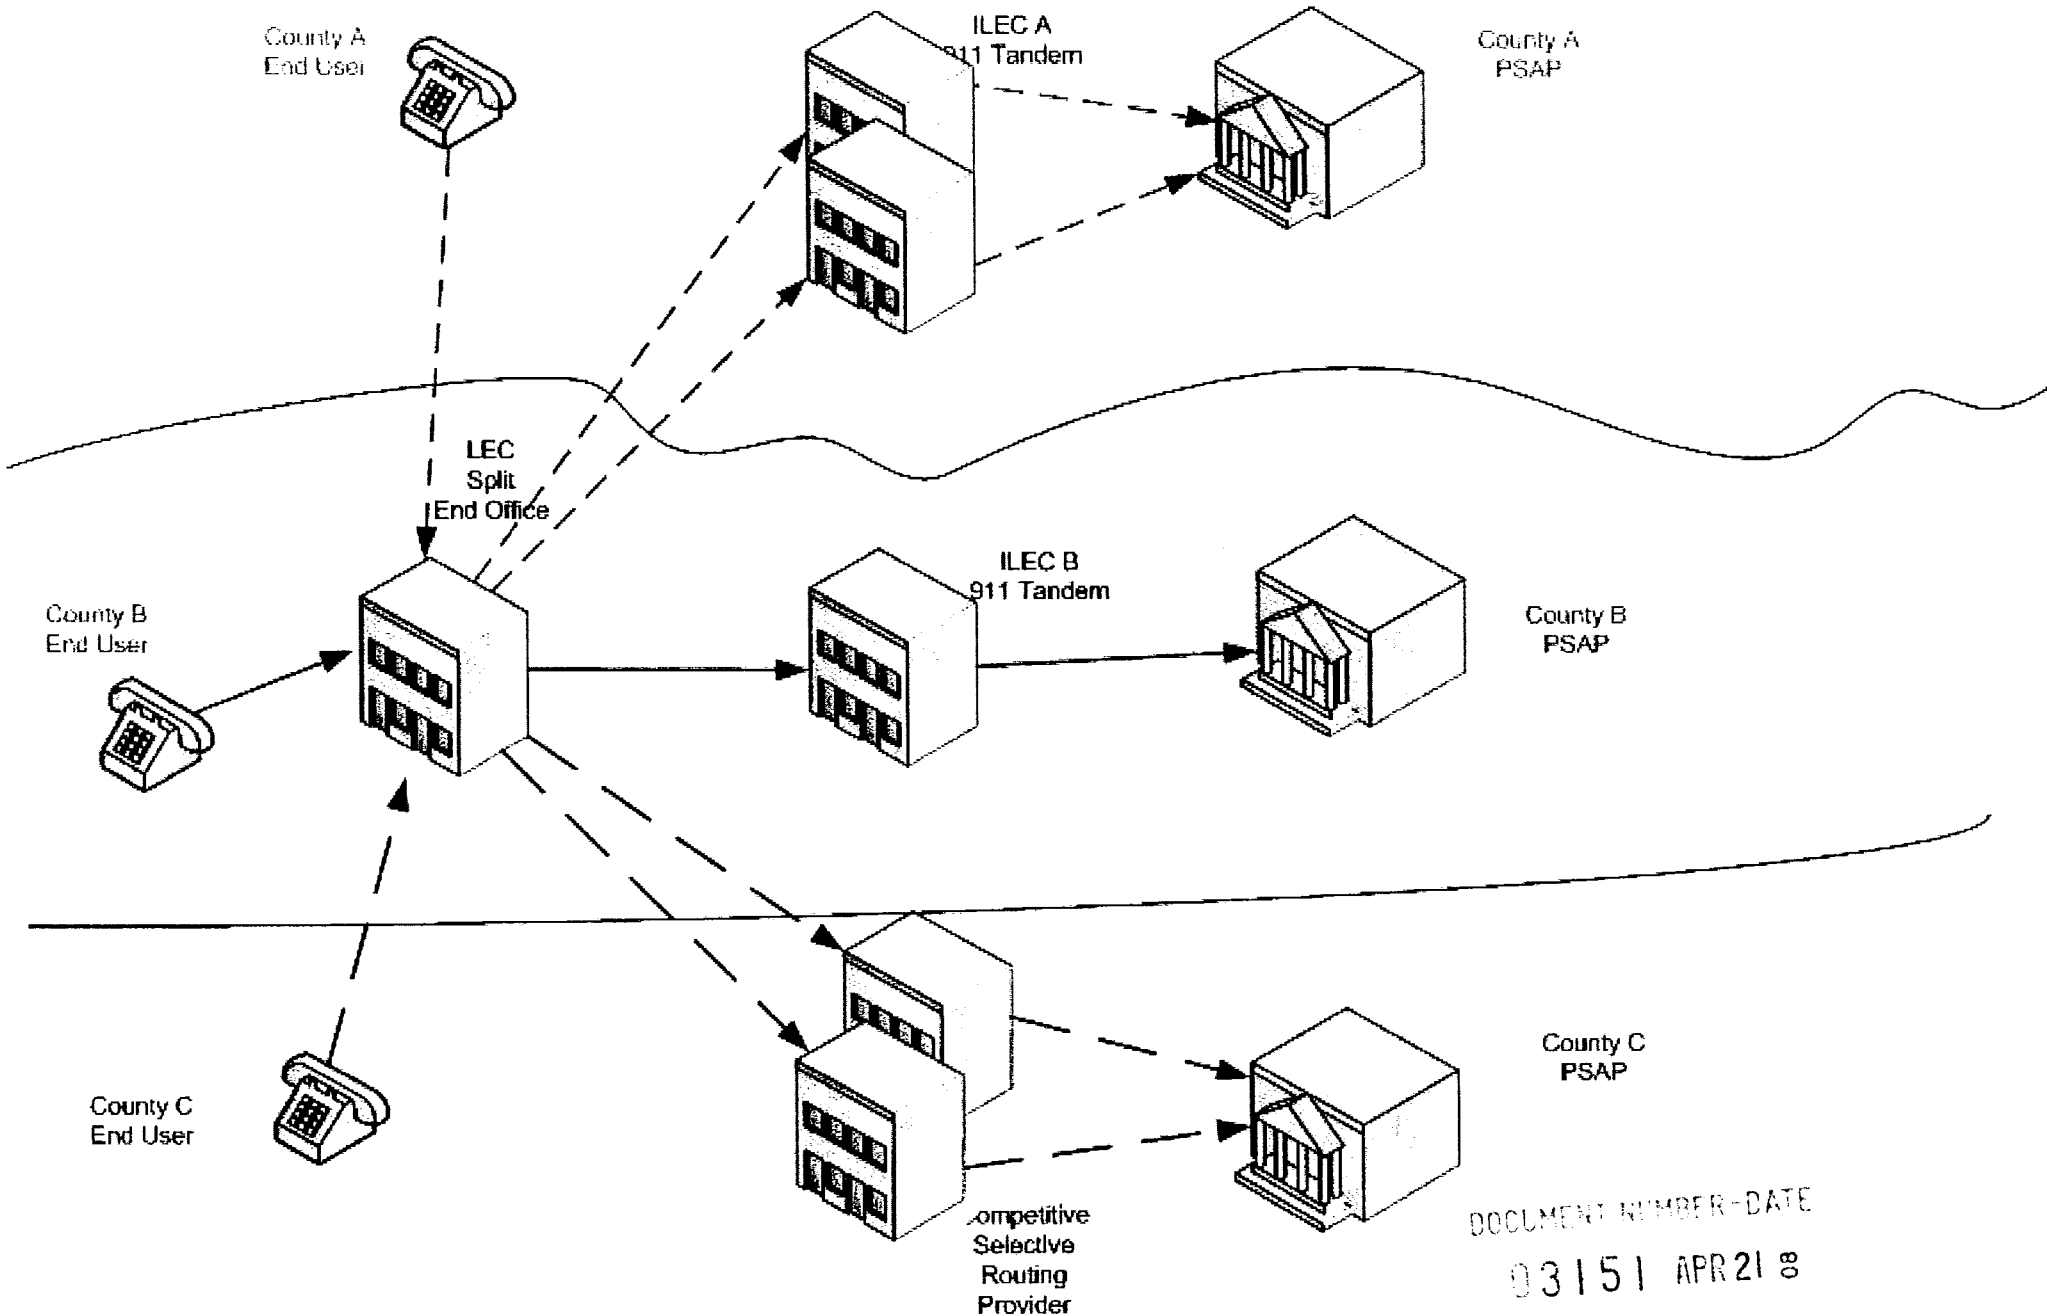 County A
End User
ILEC A
911 Tandem
County A
PSAP
LEC
Split
End Office
ILEC B
911 Tandem
County B
End User
County B
PSAP
County C
End User
County C
PSAP
ompetitive
Selective
Routing
Provider
DOCUMENT NUMBER-DATE
03151 APR 21 08